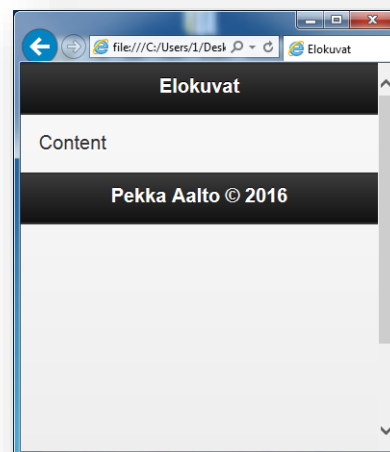 file:///C:/Users/1/Desk
Elokuvat
Elokuvat
Content
Pekka Aalto © 2016